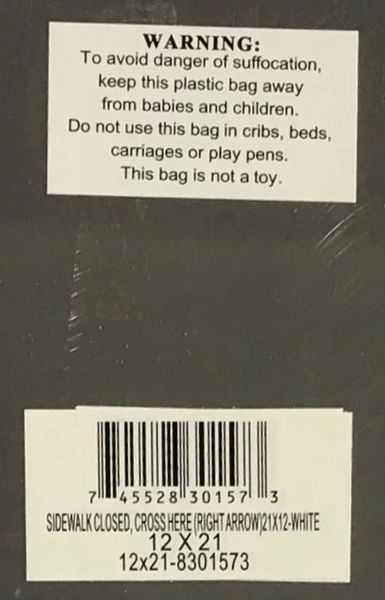 WARNING:
To avoid danger of suffocation,
keep this plastic bag away
from babies and children.
Do not use this bag in cribs, beds,
carriages or play pens.
This bag is not a toy.
7 45528 30157 3
SIDEWALK CLOSED, CROSS HERE (RIGHT ARROW)21X12-WHITE
12 X 21
12x21-8301573